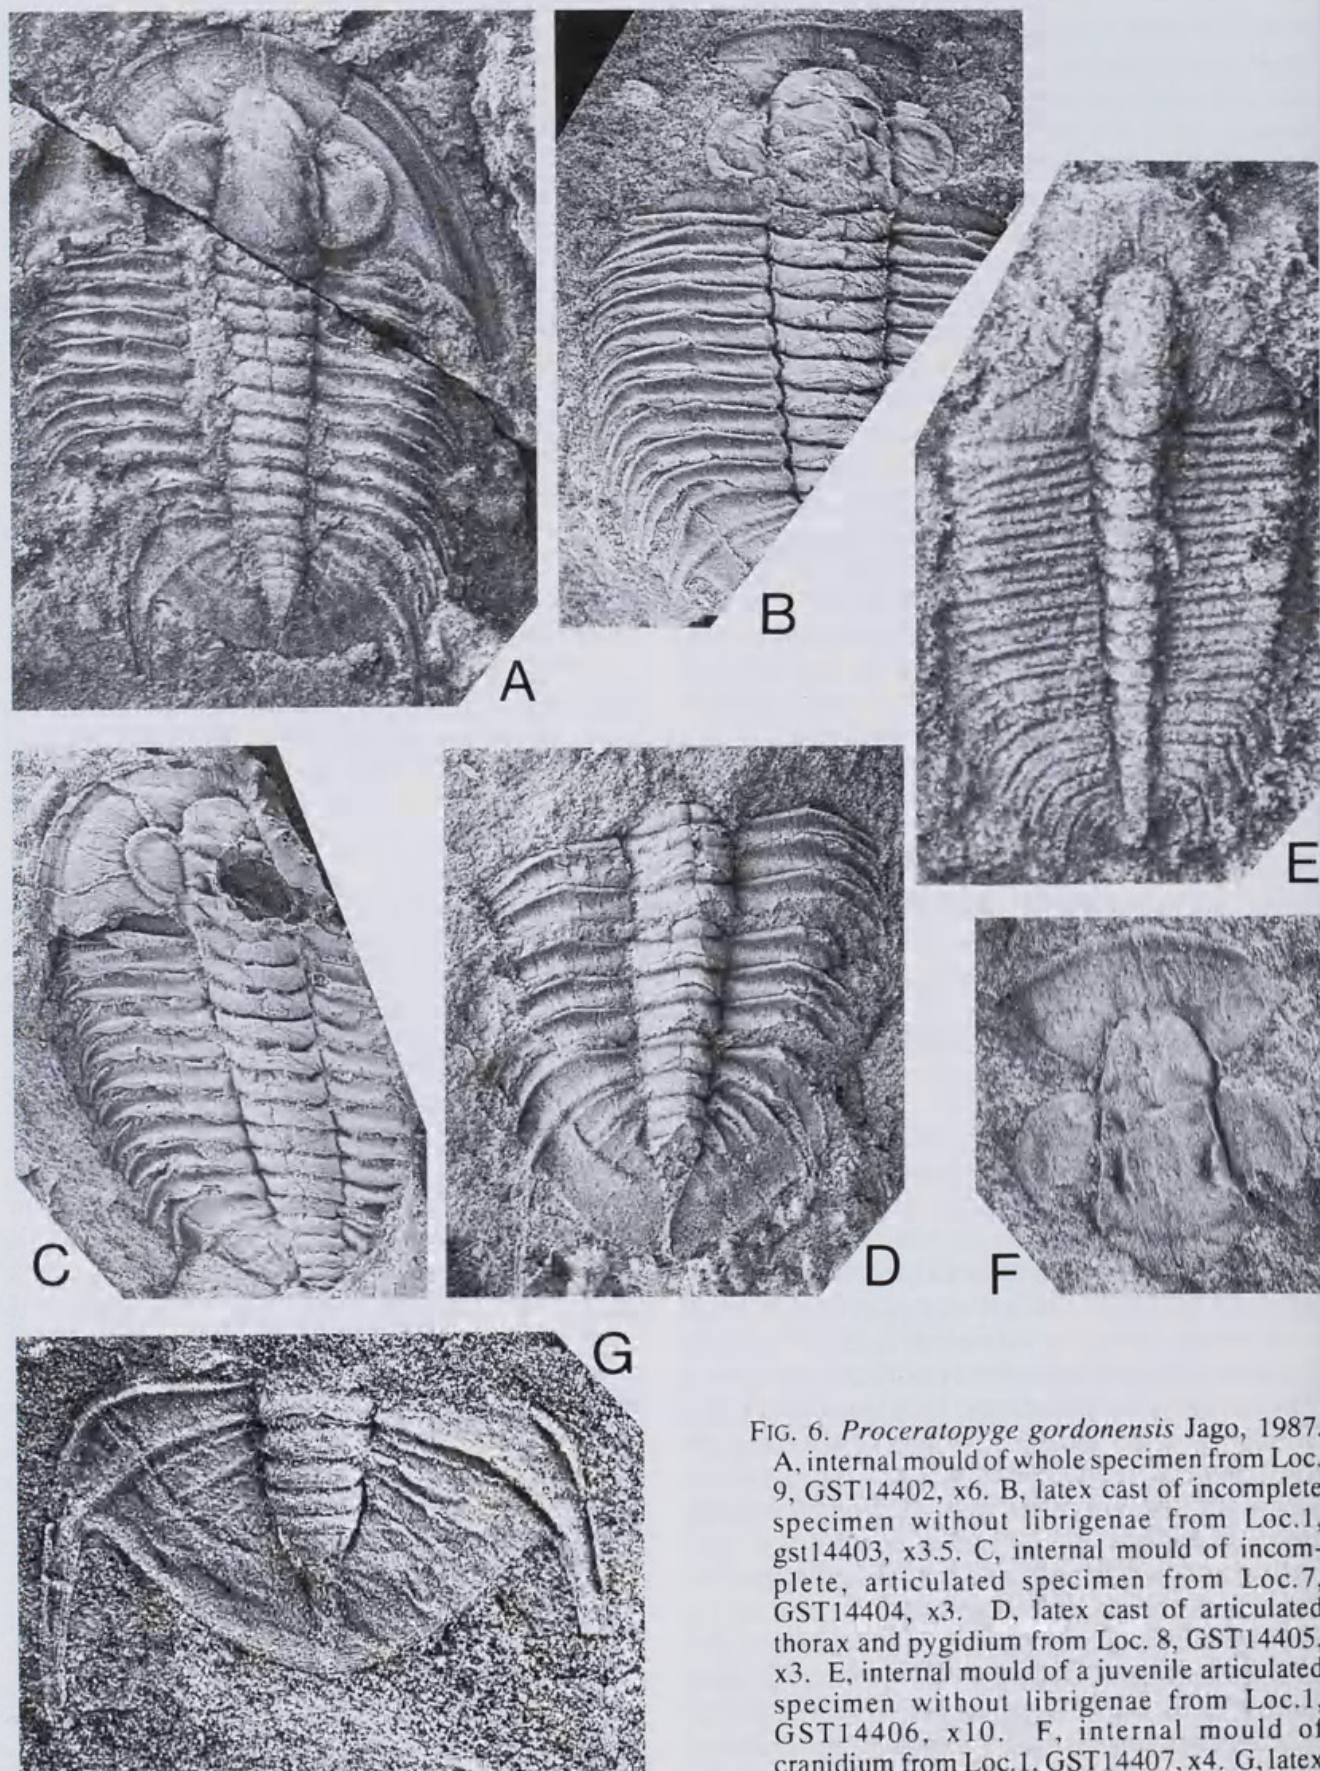 A
B
E
C
D
F
G
FIG. 6. Proceratopyge gordonensis Jago, 1987.
A, internal mould of whole specimen from Loc.
9, GST14402, x6. B, latex cast of incomplete
specimen without librigenae from Loc.1,
gst14403, x3.5. C, internal mould of incom-
plete, articulated specimen from Loc.7,
GST14404, x3. D, latex cast of articulated
thorax and pygidium from Loc. 8, GST14405,
x3. E, internal mould of a juvenile articulated
specimen without librigenae from Loc.1,
GST14406, x10. F, internal mould of
cranidium from Loc.1, GST14407, x4. G, latex